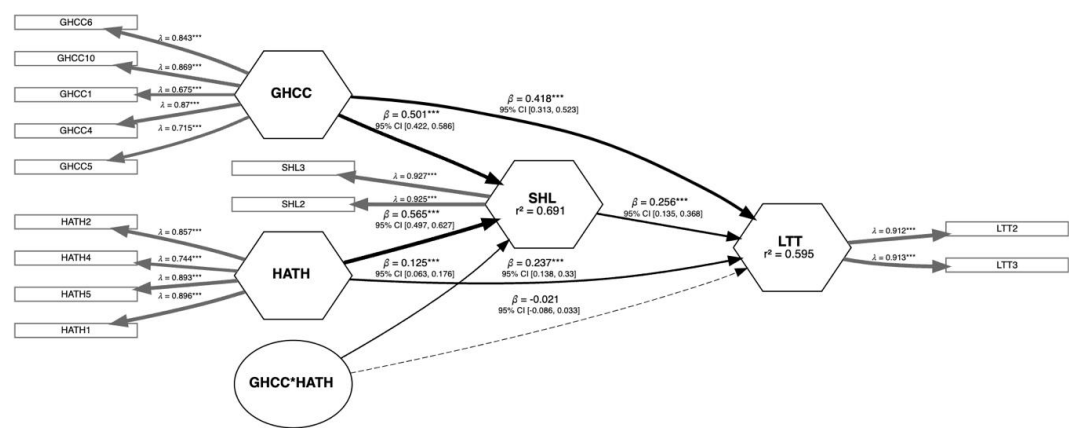 GHCC6
λ = 0.843***
GHCC10
λ = 0.869***
GHCC1
λ = 0.675***
GHCC4
λ = 0.87***
GHCC5
λ = 0.715***
GHCC
β = 0.418***
95% CI [0.313, 0.523]
β = 0.501***
95% CI [0.422, 0.586]
SHL3
λ = 0.927***
SHL2
λ = 0.925***
SHL
r² = 0.691
β = 0.565***
95% CI [0.497, 0.627]
β = 0.256***
95% CI [0.135, 0.368]
HATH2
λ = 0.857***
HATH4
λ = 0.744***
HATH5
λ = 0.893***
HATH1
λ = 0.896***
HATH
β = 0.125***
95% CI [0.063, 0.176]
β = 0.237***
95% CI [0.138, 0.33]
β = -0.021
95% CI [-0.086, 0.033]
LTT
r² = 0.595
λ = 0.912***
LTT2
λ = 0.913***
LTT3
GHCC*HATH